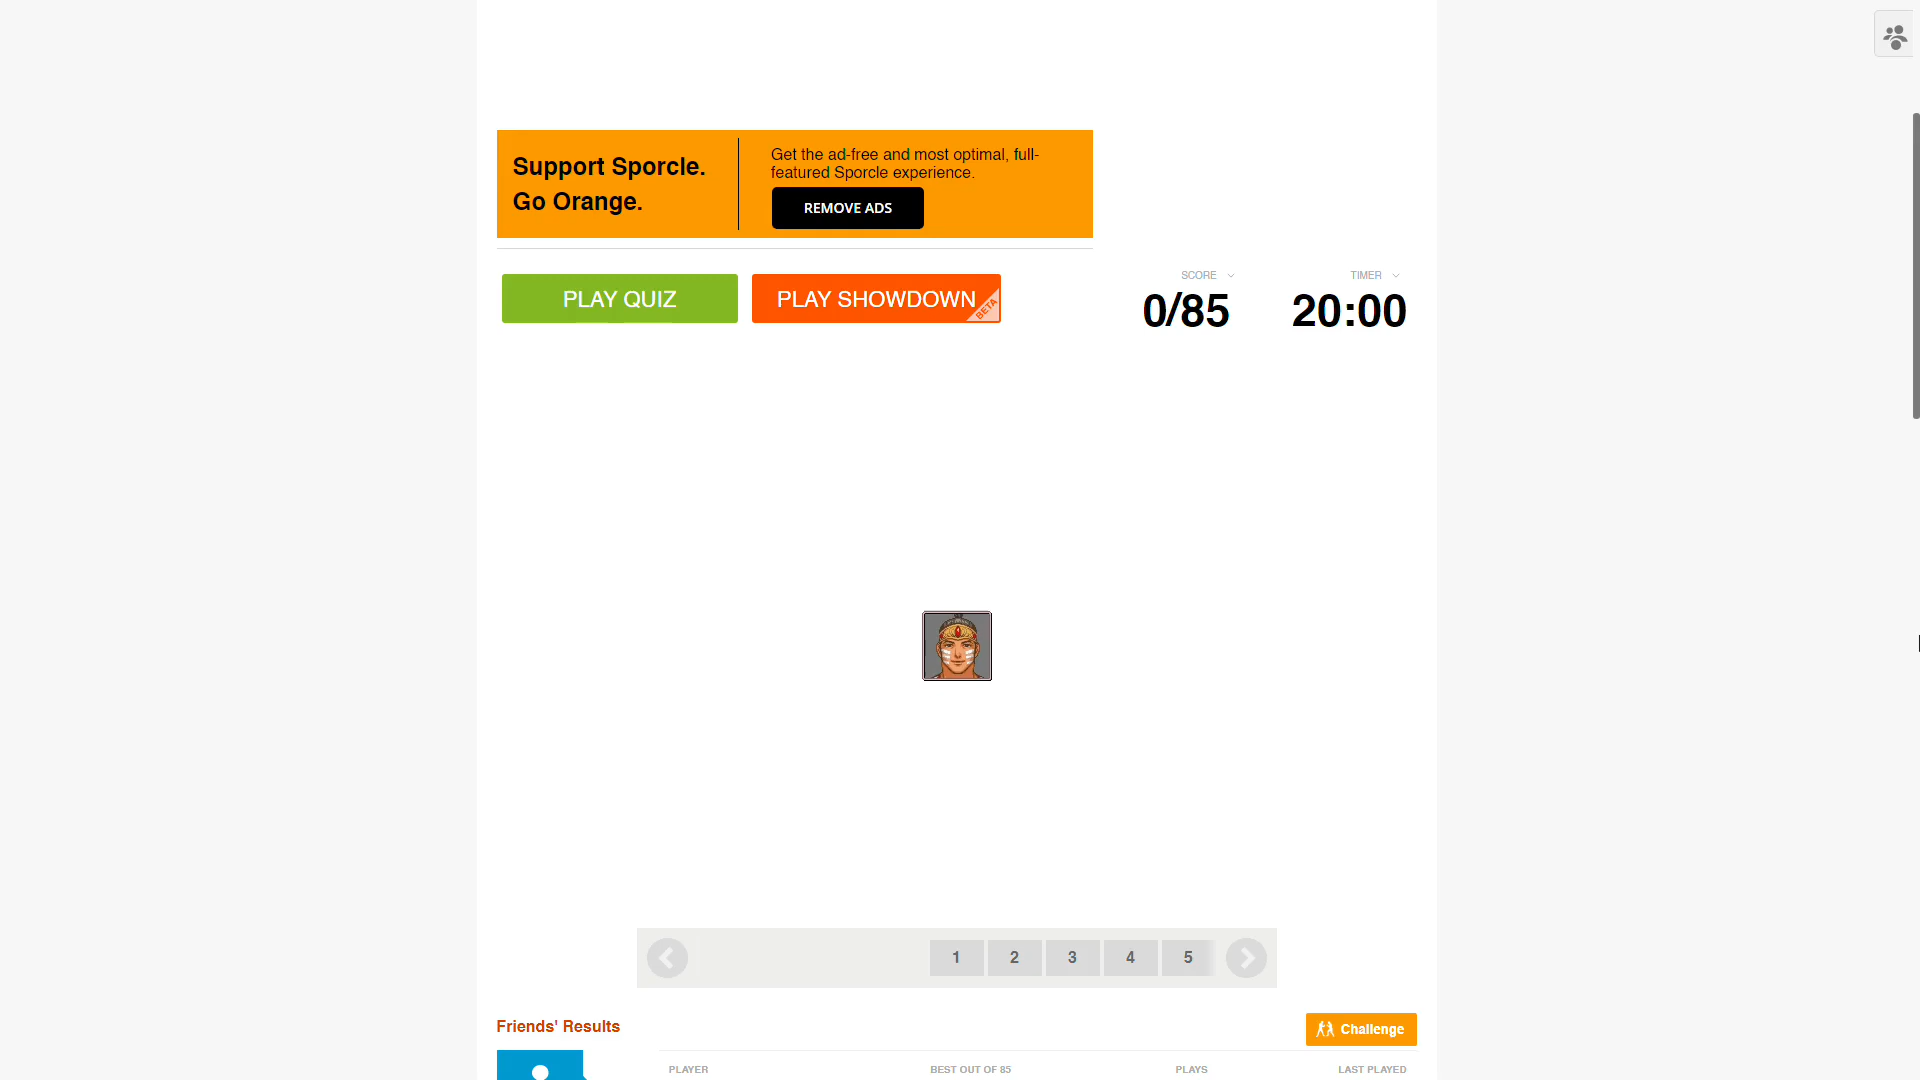 Support Sporcle.
Go Orange.
Get the ad-free and most optimal, full-
featured Sporcle experience.
REMOVE ADS
PLAY QUIZ
PLAY SHOWDOWN
BETA
SCORE
0/85
TIMER
20:00
1 2 3 4 5
Friends' Results
Challenge
PLAYER BEST OUT OF 85 PLAYS LAST PLAYED